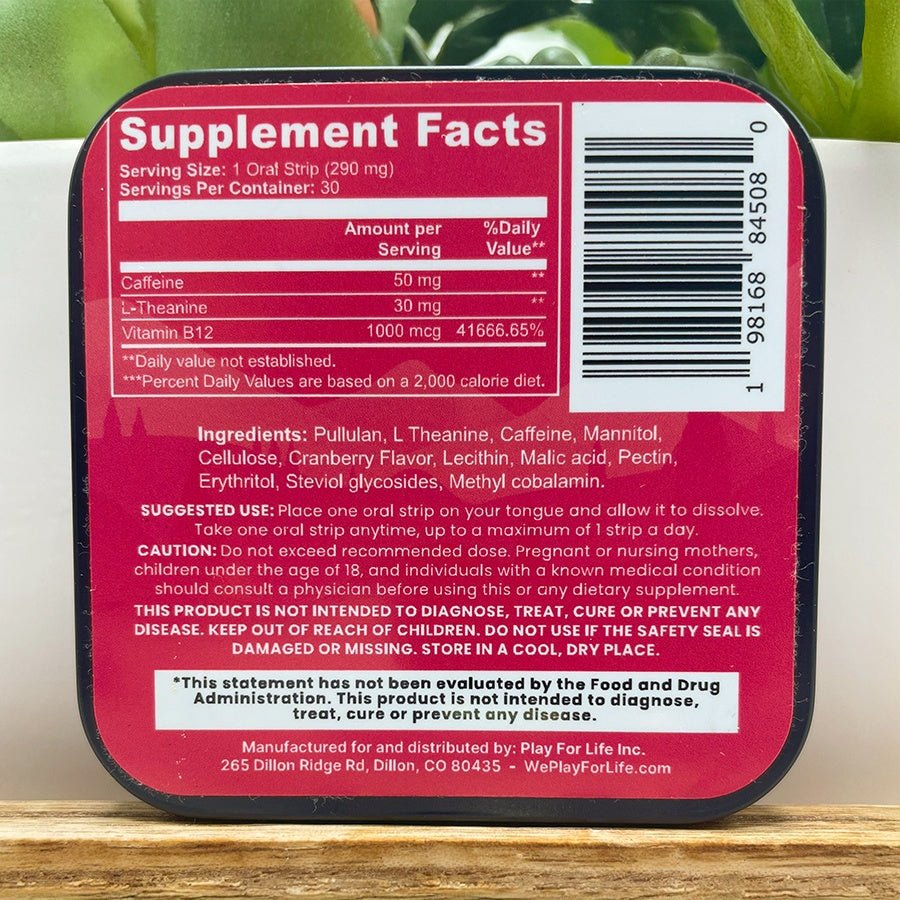 Supplement Facts
Serving Size: 1 Oral Strip (290 mg)
Servings Per Container: 30
Amount per %Daily
Serving Value**
Caffeine 50 mg **
L-Theanine 30 mg **
Vitamin B12 1000 mcg 41666.65%
**Daily value not established.
***Percent Daily Values are based on a 2,000 calorie diet.
1 98168 84508 0
Ingredients: Pullulan, L Theanine, Caffeine, Mannitol,
Cellulose, Cranberry Flavor, Lecithin, Malic acid, Pectin,
Erythritol, Steviol glycosides, Methyl cobalamin.
SUGGESTED USE: Place one oral strip on your tongue and allow it to dissolve.
Take one oral strip anytime, up to a maximum of 1 strip a day.
CAUTION: Do not exceed recommended dose. Pregnant or nursing mothers,
children under the age of 18, and individuals with a known medical condition
should consult a physician before using this or any dietary supplement.
THIS PRODUCT IS NOT INTENDED TO DIAGNOSE, TREAT, CURE OR PREVENT ANY
DISEASE. KEEP OUT OF REACH OF CHILDREN. DO NOT USE IF THE SAFETY SEAL IS
DAMAGED OR MISSING. STORE IN A COOL, DRY PLACE.
*This statement has not been evaluated by the Food and Drug
Administration. This product is not intended to diagnose,
treat, cure or prevent any disease.
Manufactured for and distributed by: Play For Life Inc.
265 Dillon Ridge Rd, Dillon, CO 80435 - WePlayForLife.com